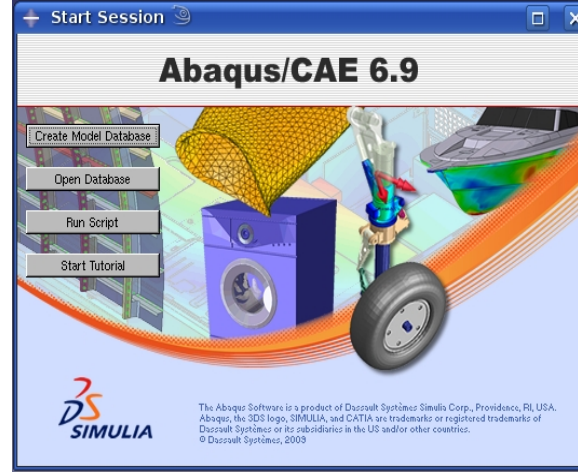 Start Session
Abaqus/CAE 6.9
Create Model Database
Open Database
Run Script
Start Tutorial
SIMULIA
The Abaqus Software is a product of Dassault Systèmes Simulia Corp., Providence, RI, USA.
Abaqus, the 3DS logo, SIMULIA, and CATIA are trademarks or registered trademarks of
Dassault Systèmes or its subsidiaries in the US and/or other countries.
© Dassault Systèmes, 2009